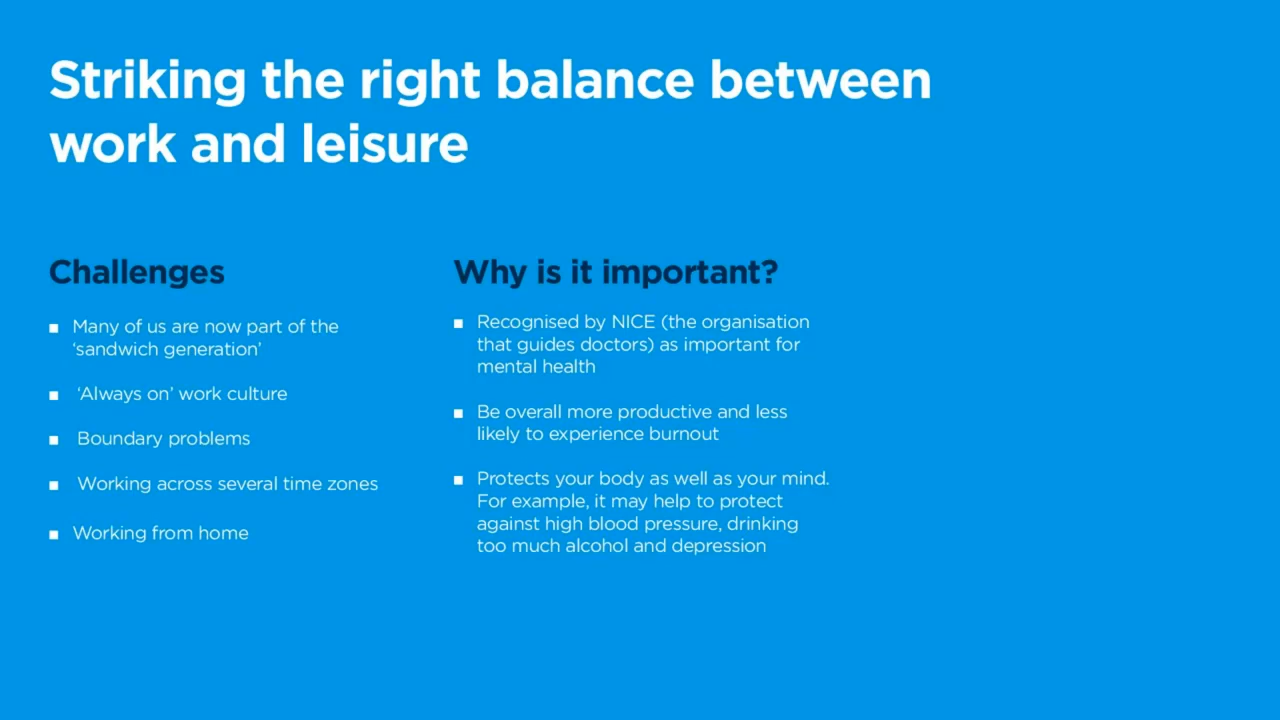 Striking the right balance between
work and leisure
Challenges
▪ Many of us are now part of the
‘sandwich generation’
▪ ‘Always on’ work culture
▪ Boundary problems
▪ Working across several time zones
▪ Working from home
Why is it important?
▪ Recognised by NICE (the organisation
that guides doctors) as important for
mental health
▪ Be overall more productive and less
likely to experience burnout
▪ Protects your body as well as your mind.
For example, it may help to protect
against high blood pressure, drinking
too much alcohol and depression